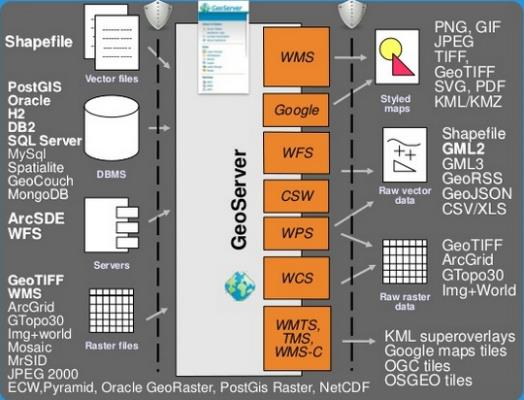 Shapefile
Vector files
PostGIS
Oracle
H2
DB2
SQL Server
MySql
Spatialite
GeoCouch
MongoDB
DBMS
ArcSDE
WFS
Servers
GeoTIFF
WMS
ArcGrid
GTopo30
Img+world
Mosaic
MrSID
JPEG 2000
ECW,Pyramid, Oracle GeoRaster, PostGis Raster, NetCDF
Raster files
GeoServer
GeoServer
WMS
Google
WFS
CSW
WPS
WCS
WMTS,
TMS,
WMS-C
Styled
maps
PNG, GIF
JPEG
TIFF,
GeoTIFF
SVG, PDF
KML/KMZ
Raw vector
data
Shapefile
GML2
GML3
GeoRSS
GeoJSON
CSV/XLS
Raw raster
data
GeoTIFF
ArcGrid
GTopo30
Img+World
KML superoverlays
Google maps tiles
OGC tiles
OSGEO tiles